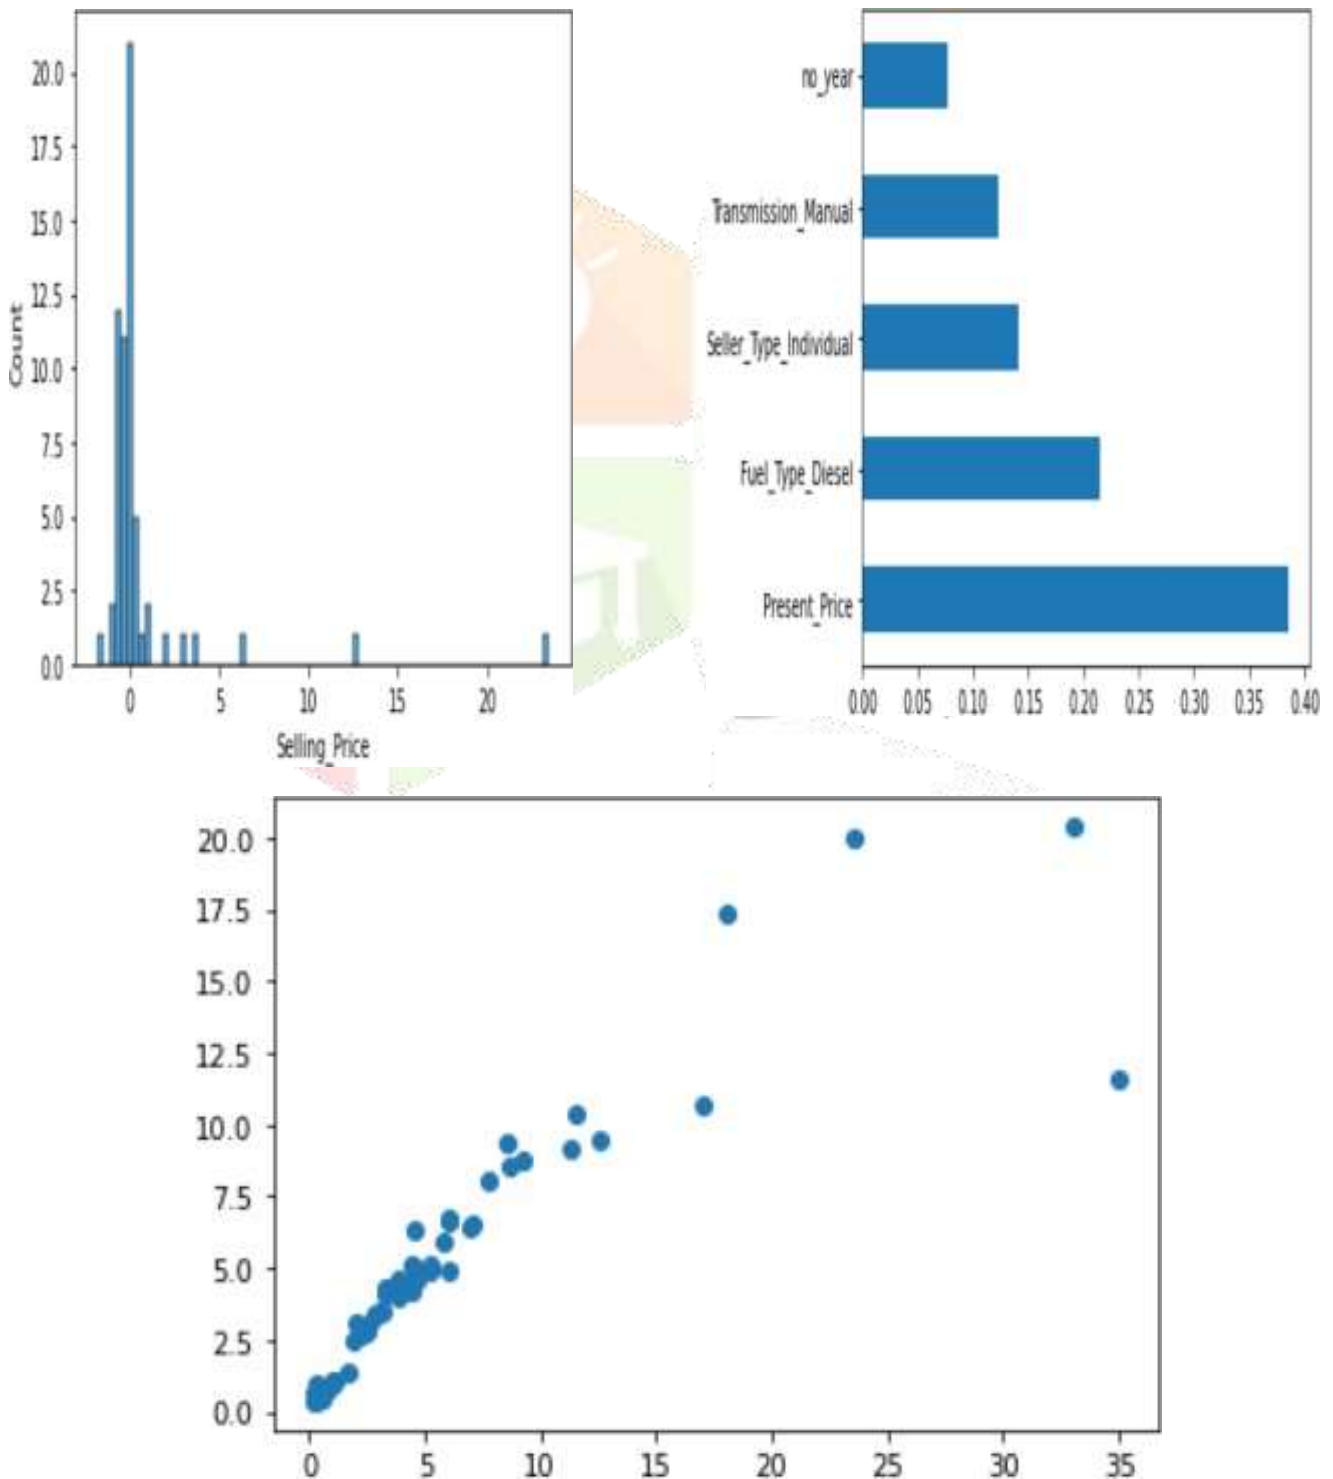 20.0
17.5
15.0
12.5
10.0
7.5
5.0
2.5
0.0
Count
0 5 10 15 20
Selling_Price
no_year
Transmission_Manual
Seller_Type_Individual
Fuel_Type_Diesel
Present_Price
0.00 0.05 0.10 0.15 0.20 0.25 0.30 0.35 0.40
20.0
17.5
15.0
12.5
10.0
7.5
5.0
2.5
0.0
0 5 10 15 20 25 30 35